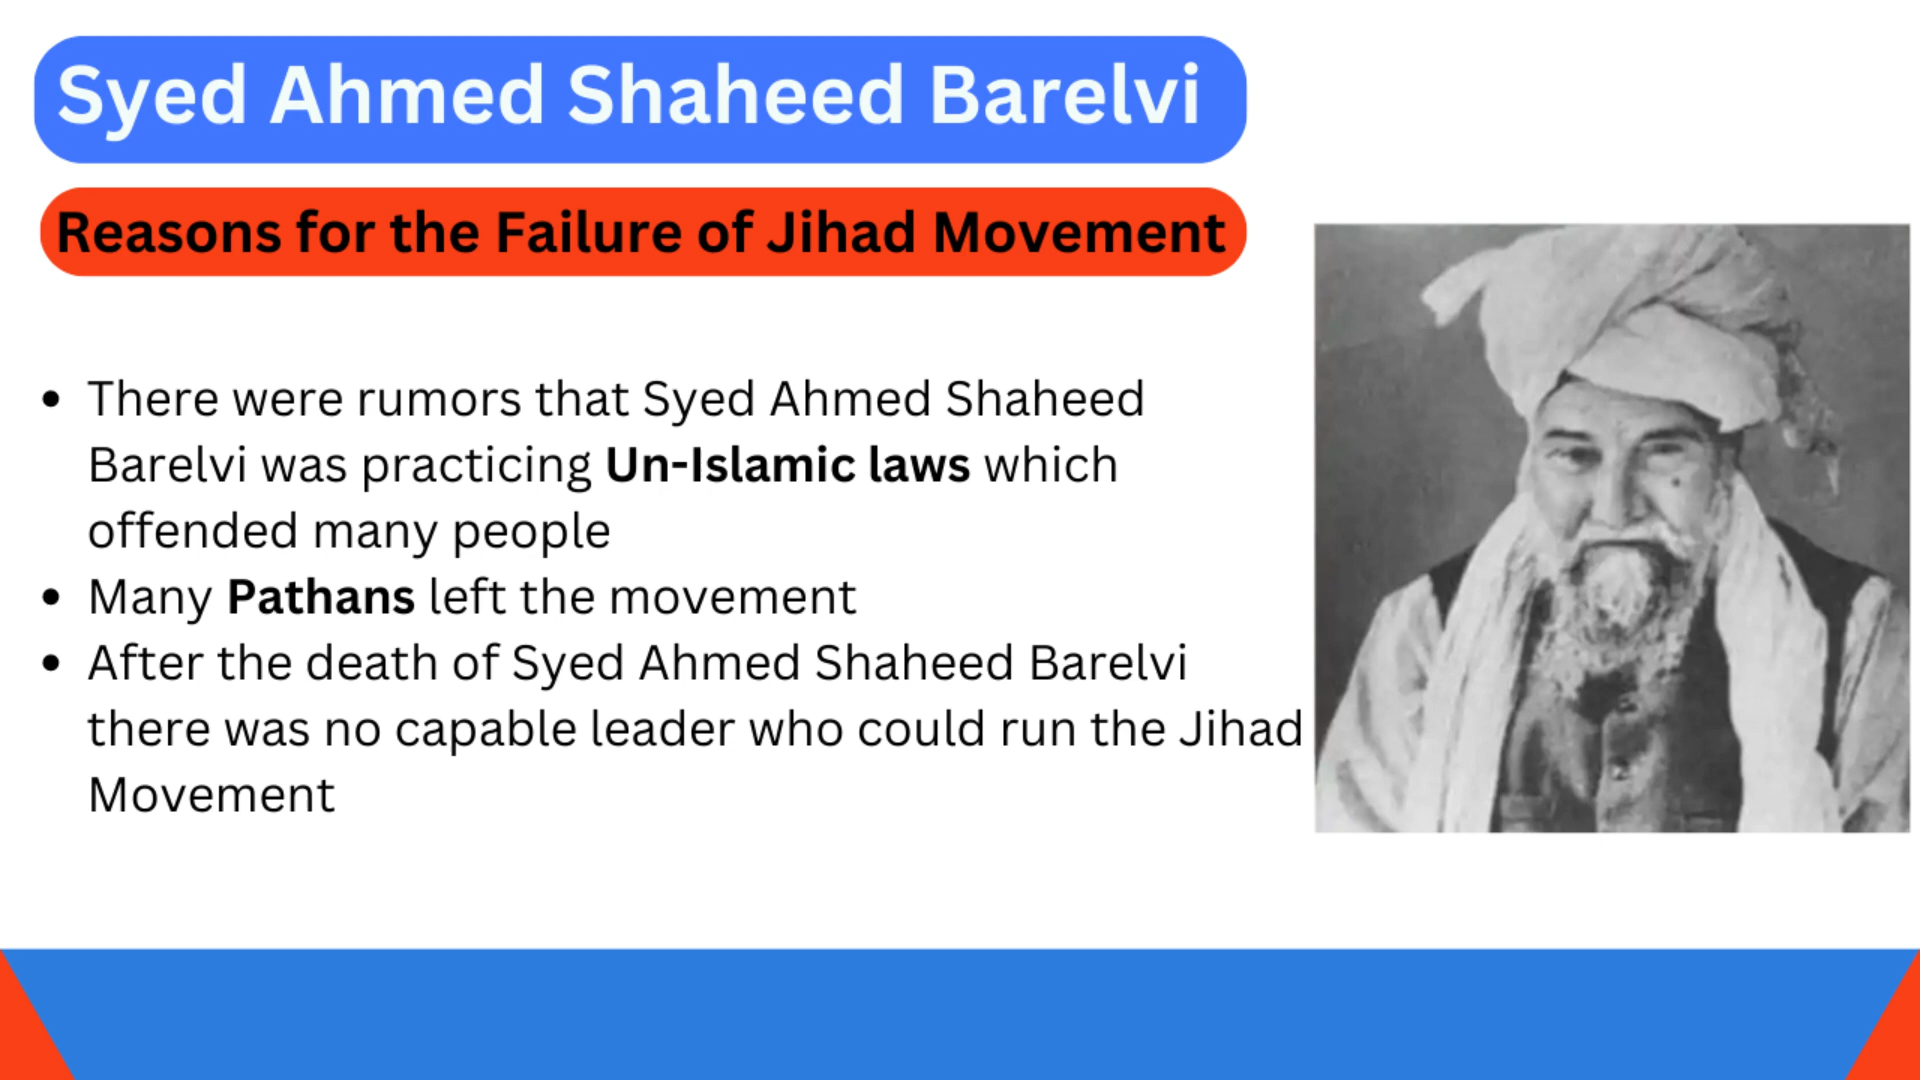 Syed Ahmed Shaheed Barelvi
Reasons for the Failure of Jihad Movement
• There were rumors that Syed Ahmed Shaheed
Barelvi was practicing Un-Islamic laws which
offended many people
• Many Pathans left the movement
• After the death of Syed Ahmed Shaheed Barelvi
there was no capable leader who could run the Jihad
Movement